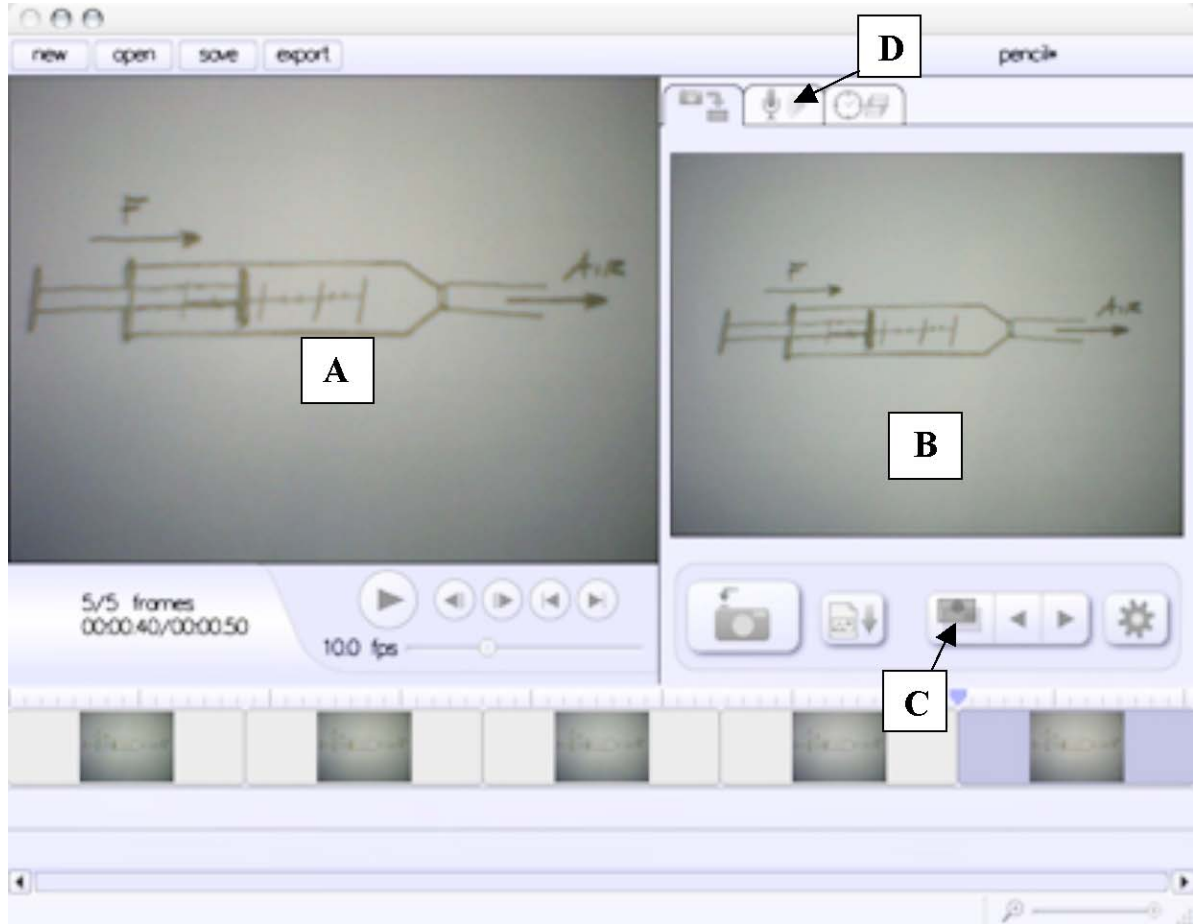 new open save export pencil*
D
F
AIR
A
F
AIR
B
5/5 frames
00:00:40/00:00:50
10.0 fps
C